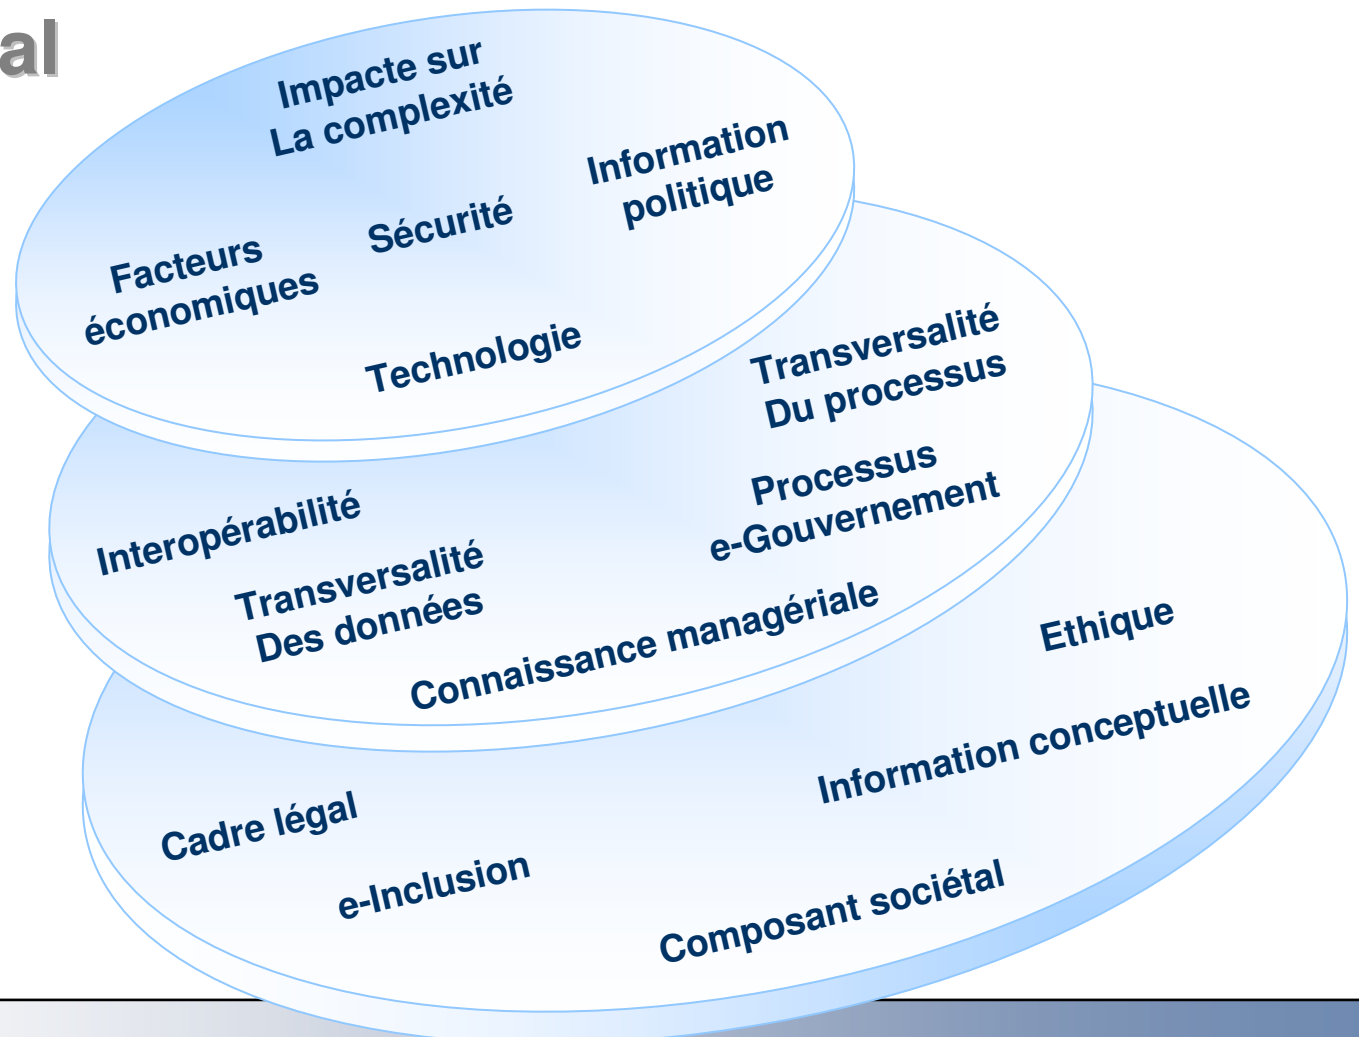 al
Impacte sur
La complexité
Information
politique
Sécurité
Facteurs
économiques
Technologie
Transversalité
Du processus
Processus
e-Gouvernement
Interopérabilité
Transversalité
Des données
Connaissance managériale
Ethique
Information conceptuelle
Cadre légal
e-Inclusion
Composant sociétal